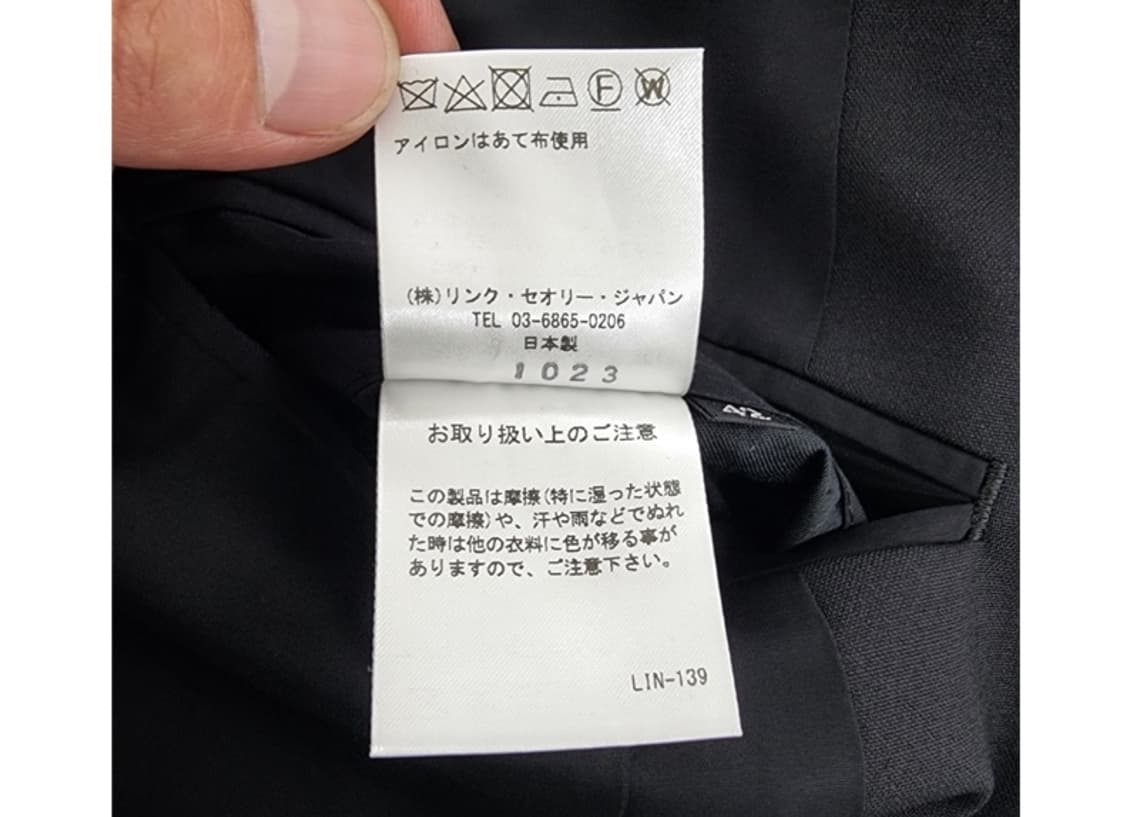 F W
アイロンはあて布使用
(株)リンク・セオリー・ジャパン
TEL 03-6865-0206
日本製
1023
お取り扱い上のご注意
この製品は摩擦(特に湿った状態
での摩擦)や、汗や雨などでぬれ
た時は他の衣料に色が移る事が
ありますので、ご注意下さい。
LIN-139